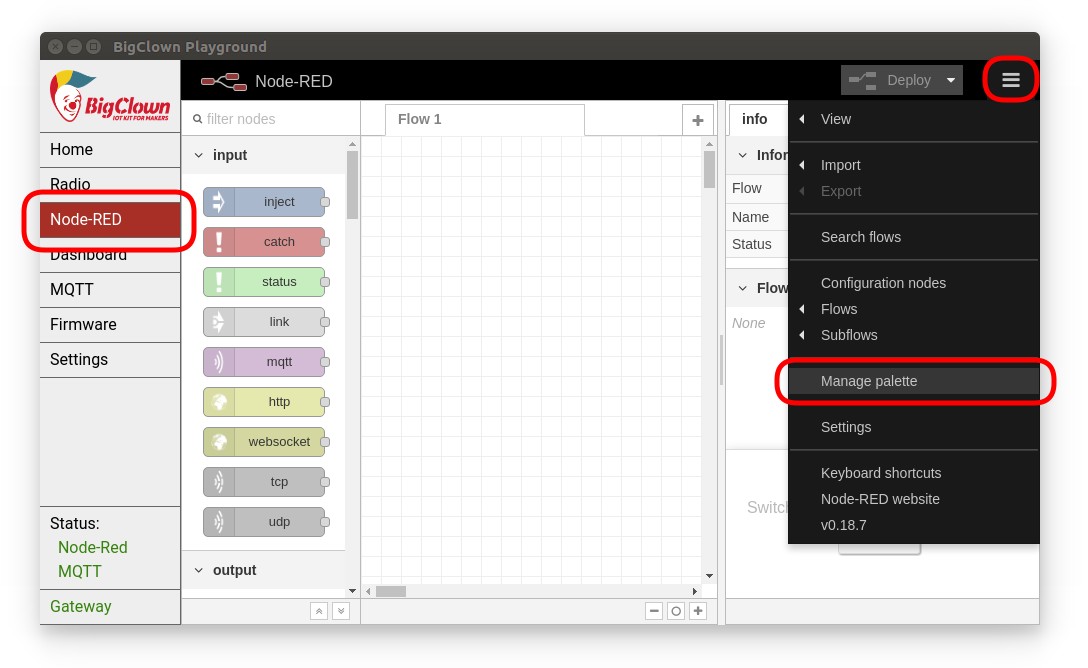 BigClown Playground
BigClown
IOT KIT FOR MAKERS
Home
Radio
Node-RED
Dashboard
MQTT
Firmware
Settings
Status:
Node-Red
MQTT
Gateway
Node-RED
Deploy
filter nodes
input
inject
catch
status
link
mqtt
http
websocket
tcp
udp
output
Flow 1
info
Infor
Flow
Name
Status
Flow
None
Switc
View
Import
Export
Search flows
Configuration nodes
Flows
Subflows
Manage palette
Settings
Keyboard shortcuts
Node-RED website
v0.18.7